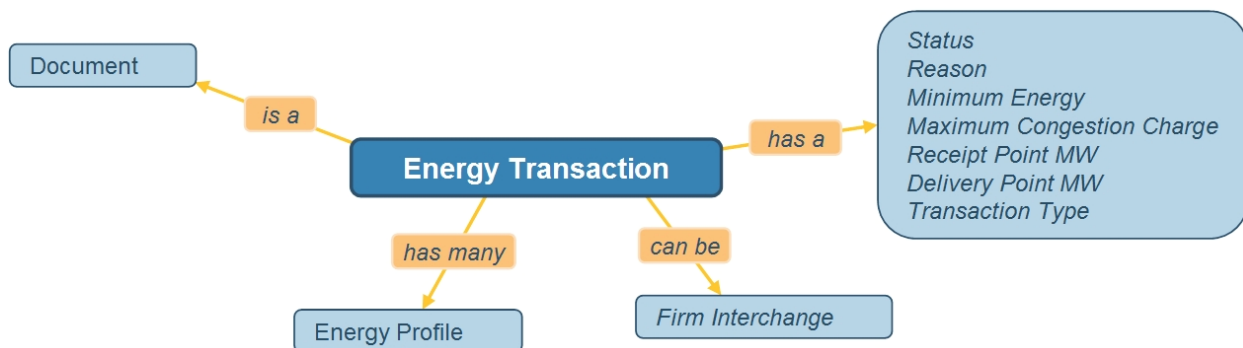 Document
is a
Energy Transaction
has a
Status
Reason
Minimum Energy
Maximum Congestion Charge
Receipt Point MW
Delivery Point MW
Transaction Type
has many
can be
Energy Profile
Firm Interchange